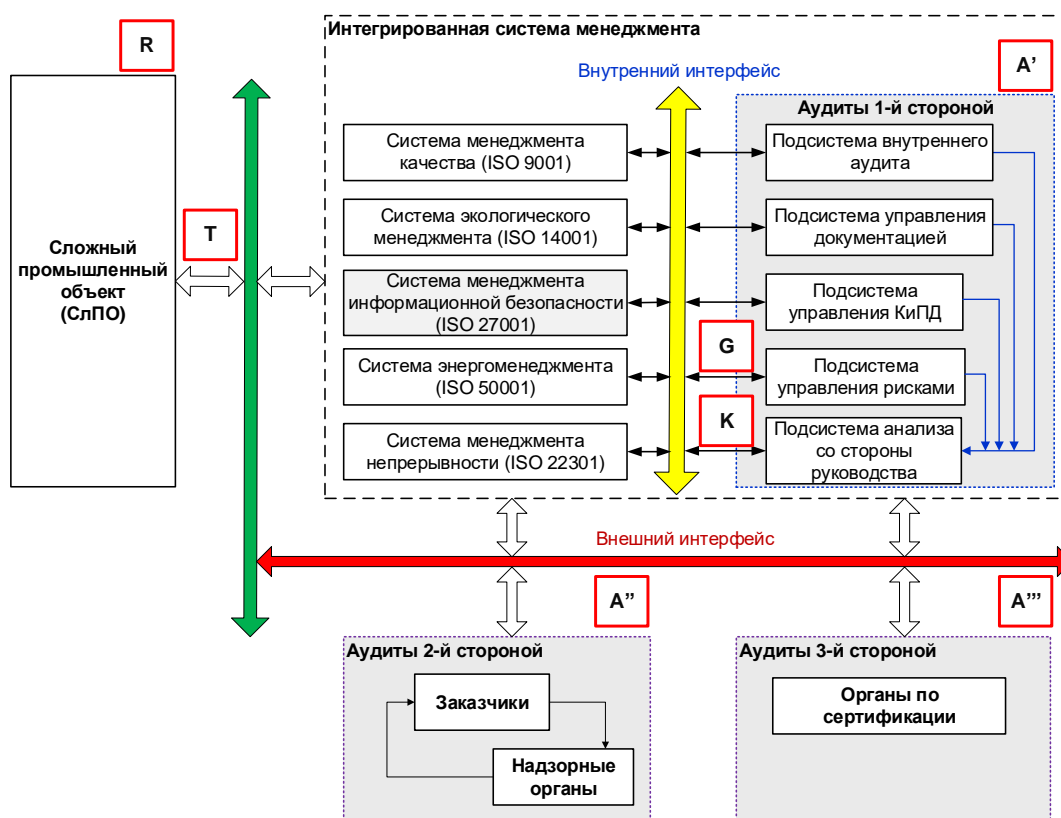 R
Сложный
промышленный
объект
(СлПО)
T
Интегрированная система менеджмента
Внутренний интерфейс
A’
Аудиты 1-й стороной
Система менеджмента
качества (ISO 9001)
Подсистема внутреннего
аудита
Система экологического
менеджмента (ISO 14001)
Подсистема управления
документацией
Система менеджмента
информационной безопасности
(ISO 27001)
Подсистема
управления КиПД
G
Система энергоменеджмента
(ISO 50001)
Подсистема
управления рисками
K
Система менеджмента
непрерывности (ISO 22301)
Подсистема анализа
со стороны
руководства
Внешний интерфейс
A’’
A’’’
Аудиты 2-й стороной
Заказчики
Надзорные
органы
Аудиты 3-й стороной
Органы по
сертификации